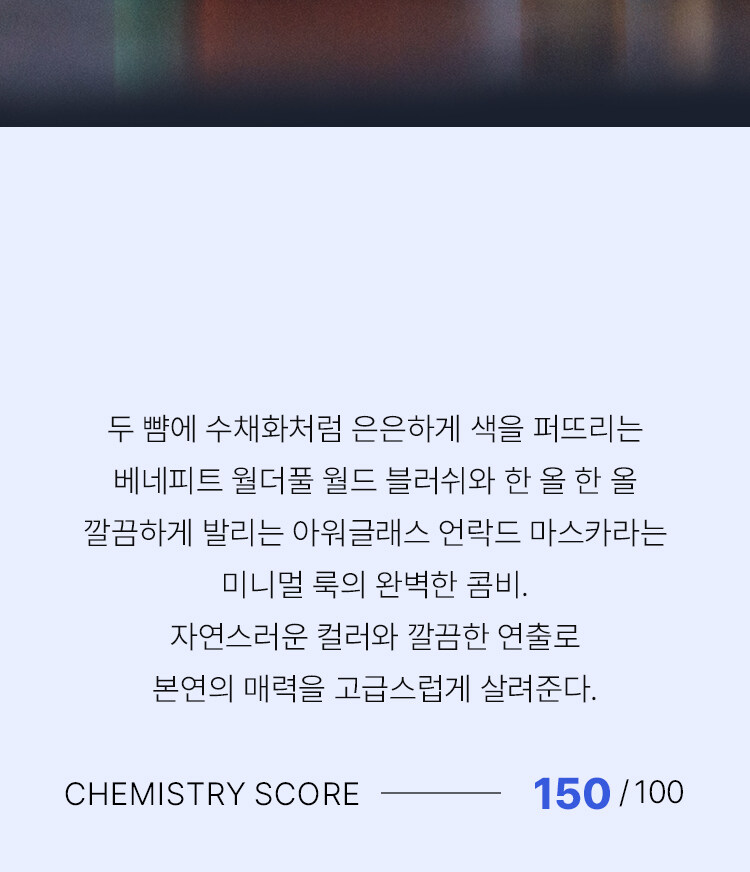 두 뺨에 수채화처럼 은은하게 색을 퍼뜨리는
베네피트 월더풀 월드 블러쉬와 한 올 한 올
깔끔하게 발리는 아워글래스 언락드 마스카라는
미니멀 룩의 완벽한 콤비.
자연스러운 컬러와 깔끔한 연출로
본연의 매력을 고급스럽게 살려준다.
CHEMISTRY SCORE 150 / 100